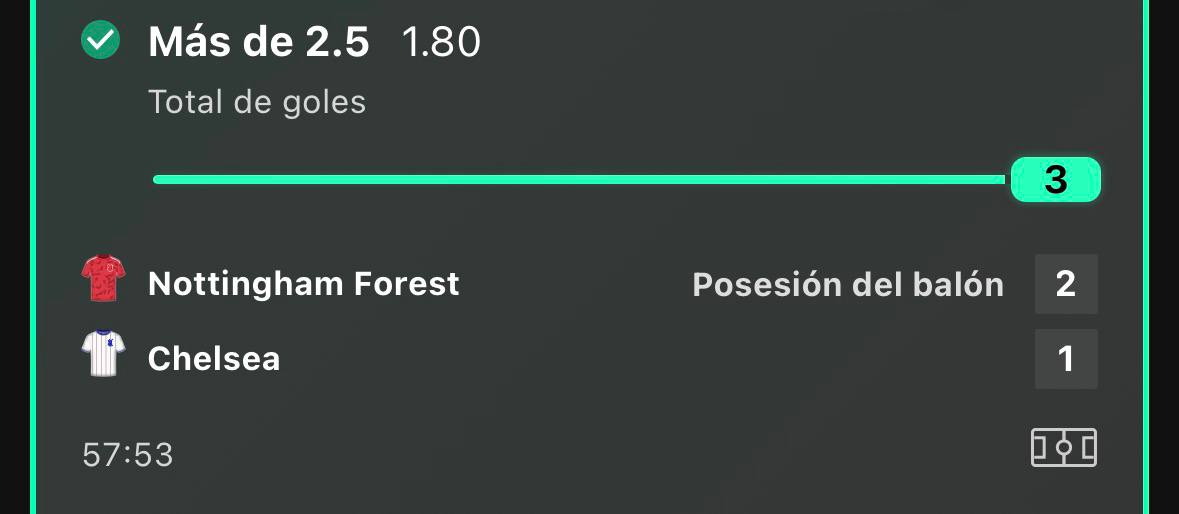 Más de 2.5 1.80
Total de goles
3
Nottingham Forest Posesión del balón 2
Chelsea 1
57:53